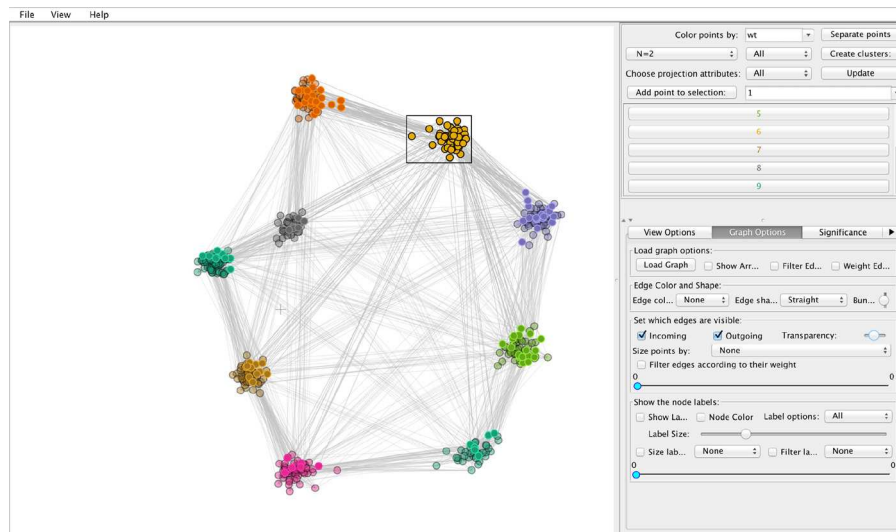 File View Help
Color points by: wt Separate points
N=2 All Create clusters:
Choose projection attributes: All Update
Add point to selection: 1
5
6
7
8
9
View Options Graph Options Significance
Load graph options:
Load Graph Show Arr... Filter Ed... Weight Ed...
Edge Color and Shape:
Edge col... None Edge sha... Straight Bun...
Set which edges are visible:
Incoming Outgoing Transparency:
Size points by: None
Filter edges according to their weight
0 0
Show the node labels:
Show La... Node Color Label options: All
Label Size:
Size lab... None Filter la... None
0 0